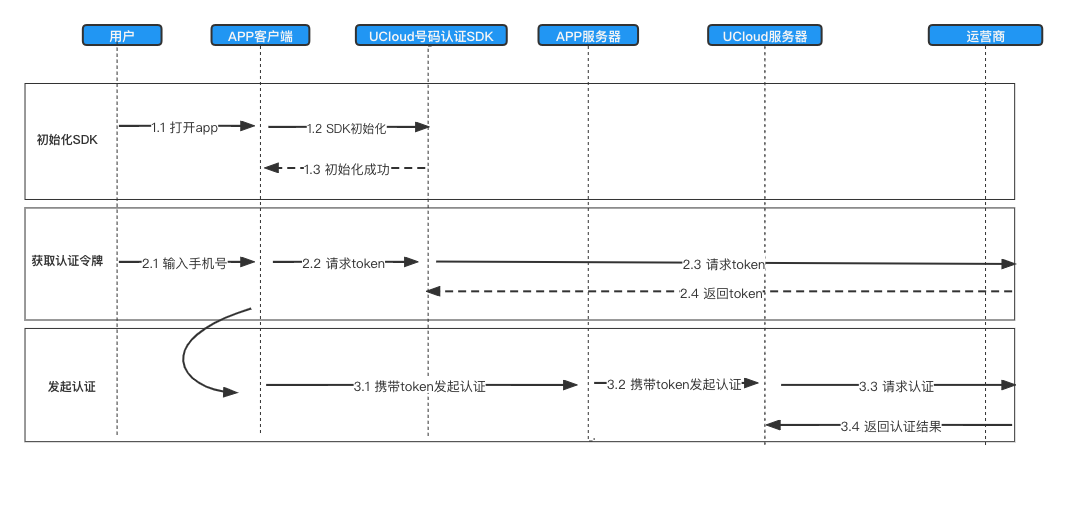 用户
APP客户端
UCloud号码认证SDK
APP服务器
UCloud服务器
运营商
初始化SDK
1.1 打开app
1.2 SDK初始化
1.3 初始化成功
获取认证令牌
2.1 输入手机号
2.2 请求token
2.3 请求token
2.4 返回token
发起认证
3.1 携带token发起认证
3.2 携带token发起认证
3.3 请求认证
3.4 返回认证结果